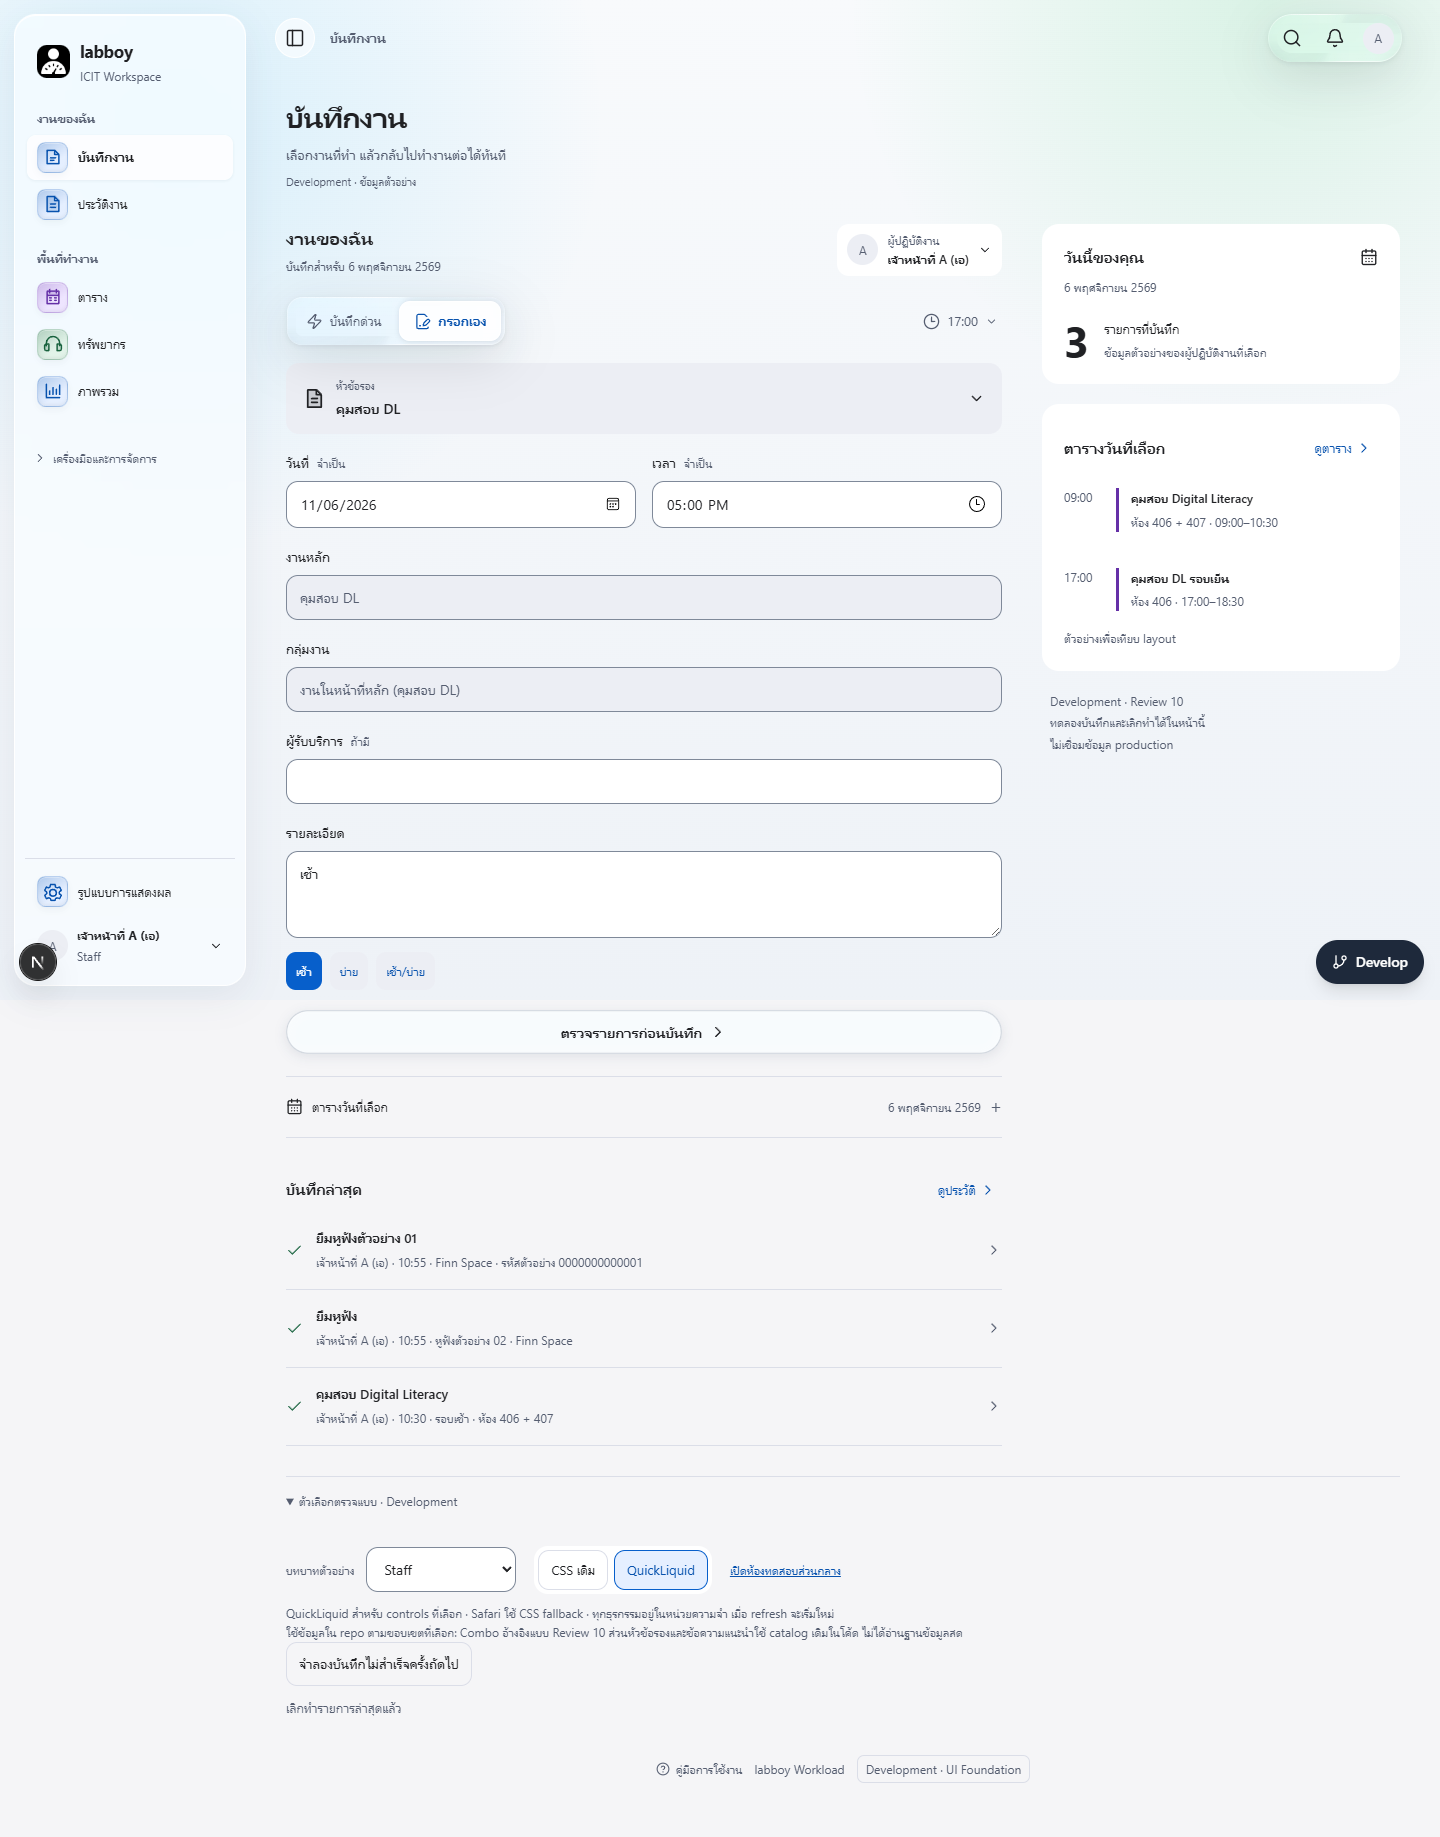 labboy
ICIT Workspace
งานของฉัน
บันทึกงาน
ประวัติงาน
พื้นที่ทำงาน
ตาราง
ทรัพยากร
ภาพรวม
เครื่องมือและการจัดการ
รูปแบบการแสดงผล
A
เจ้าหน้าที่ A (เอ)
Staff
N
บันทึกงาน
A
บันทึกงาน
เลือกงานที่ทำ แล้วกลับไปทำงานต่อได้ทันที
Development · ข้อมูลตัวอย่าง
งานของฉัน
บันทึกสำหรับ 6 พฤศจิกายน 2569
A
ผู้ปฏิบัติงาน
เจ้าหน้าที่ A (เอ)
บันทึกด่วน
กรอกเอง
17:00
หัวข้อรอง
คุมสอบ DL
วันที่ จำเป็น
11/06/2026
เวลา จำเป็น
05:00 PM
งานหลัก
คุมสอบ DL
กลุ่มงาน
งานในหน้าที่หลัก (คุมสอบ DL)
ผู้รับบริการ ถ้ามี
รายละเอียด
เช้า
เช้า
บ่าย
เช้า/บ่าย
ตรวจรายการก่อนบันทึก
ตารางวันที่เลือก
6 พฤศจิกายน 2569 +
บันทึกล่าสุด
ดูประวัติ
ยืมหูฟังตัวอย่าง 01
เจ้าหน้าที่ A (เอ) · 10:55 · Finn Space · รหัสตัวอย่าง 0000000000001
ยืมหูฟัง
เจ้าหน้าที่ A (เอ) · 10:55 · หูฟังตัวอย่าง 02 · Finn Space
คุมสอบ Digital Literacy
เจ้าหน้าที่ A (เอ) · 10:30 · รอบเช้า · ห้อง 406 + 407
วันนี้ของคุณ
6 พฤศจิกายน 2569
3
รายการที่บันทึก
ข้อมูลตัวอย่างของผู้ปฏิบัติงานที่เลือก
ตารางวันที่เลือก
ดูตาราง
09:00
คุมสอบ Digital Literacy
ห้อง 406 + 407 · 09:00–10:30
17:00
คุมสอบ DL รอบเย็น
ห้อง 406 · 17:00–18:30
ตัวอย่างเพื่อเทียบ layout
Development · Review 10
ทดลองบันทึกและเลิกทำได้ในหน้านี้
ไม่เชื่อมข้อมูล production
Develop
▼ ตัวเลือกตรวจแบบ · Development
บทบาทตัวอย่าง
Staff
CSS เดิม
QuickLiquid
เปิดห้องทดสอบส่วนกลาง
QuickLiquid สำหรับ controls ที่เลือก · Safari ใช้ CSS fallback · ทุกธุรกรรมอยู่ในหน่วยความจำ เมื่อ refresh จะเริ่มใหม่
ใช้ข้อมูลใน repo ตามขอบเขตที่เลือก: Combo อ้างอิงแบบ Review 10 ส่วนหัวข้อรองและข้อความแนะนำใช้ catalog เดิมในโค้ด ไม่ได้อ่านฐานข้อมูลสด
จำลองบันทึกไม่สำเร็จครั้งถัดไป
เลิกทำรายการล่าสุดแล้ว
คู่มือการใช้งาน
labboy Workload
Development · UI Foundation